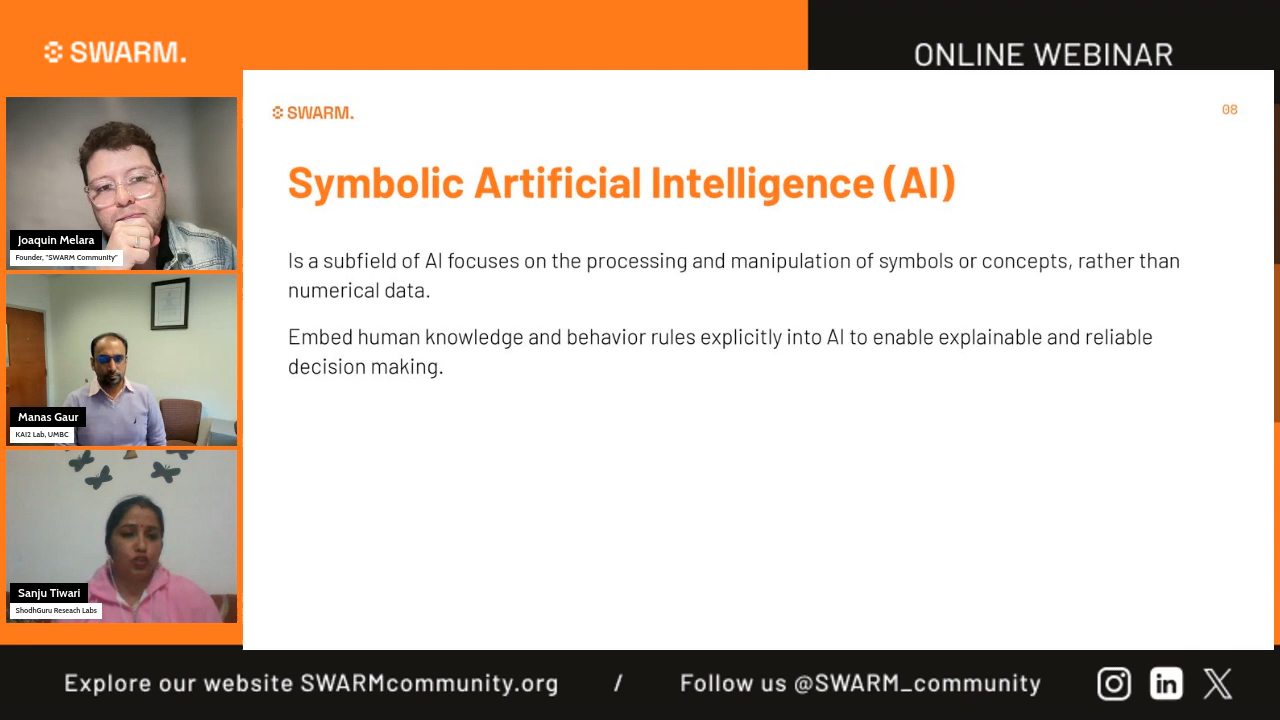 SWARM.
ONLINE WEBINAR
Joaquin Melara
Founder, "SWARM Community"
Manas Gaur
KAI2 Lab, UMBC
Sanju Tiwari
ShodhGuru Reseach Labs
SWARM.
08
Symbolic Artificial Intelligence (AI)
Is a subfield of AI focuses on the processing and manipulation of symbols or concepts, rather than
numerical data.
Embed human knowledge and behavior rules explicitly into AI to enable explainable and reliable
decision making.
Explore our website SWARMcommunity.org / Follow us @SWARM_community